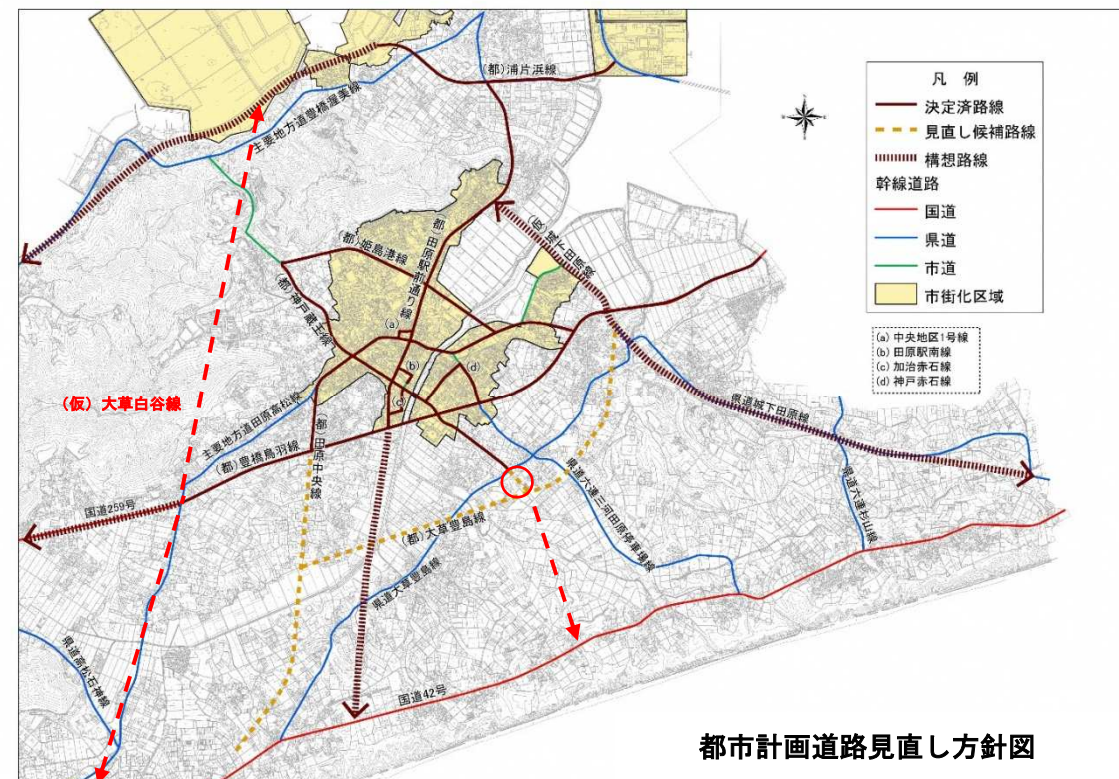 (都)浦片浜線
主要地方道豊橋渥美線
凡 例
決定済路線
見直し候補路線
構想路線
幹線道路
国道
県道
市道
市街化区域
(a) 中央地区1号線
(b) 田原駅南線
(c) 加治赤石線
(d) 神戸赤石線
(都)姫島港線
(都)田原駅前通り線
(仮)城下田原線
(都)神戸蔵王線
(a)
(b)
(c)
(d)
(仮)大草白谷線
主要地方道田原高松線
(都)豊橋鳥羽線
(都)田原中央線
国道259号
県道城下田原線
県道六連三河田原停車場線
県道六連杉山線
(都)大草豊島線
県道大草豊島線
県道高松石神線
国道42号
都市計画道路見直し方針図